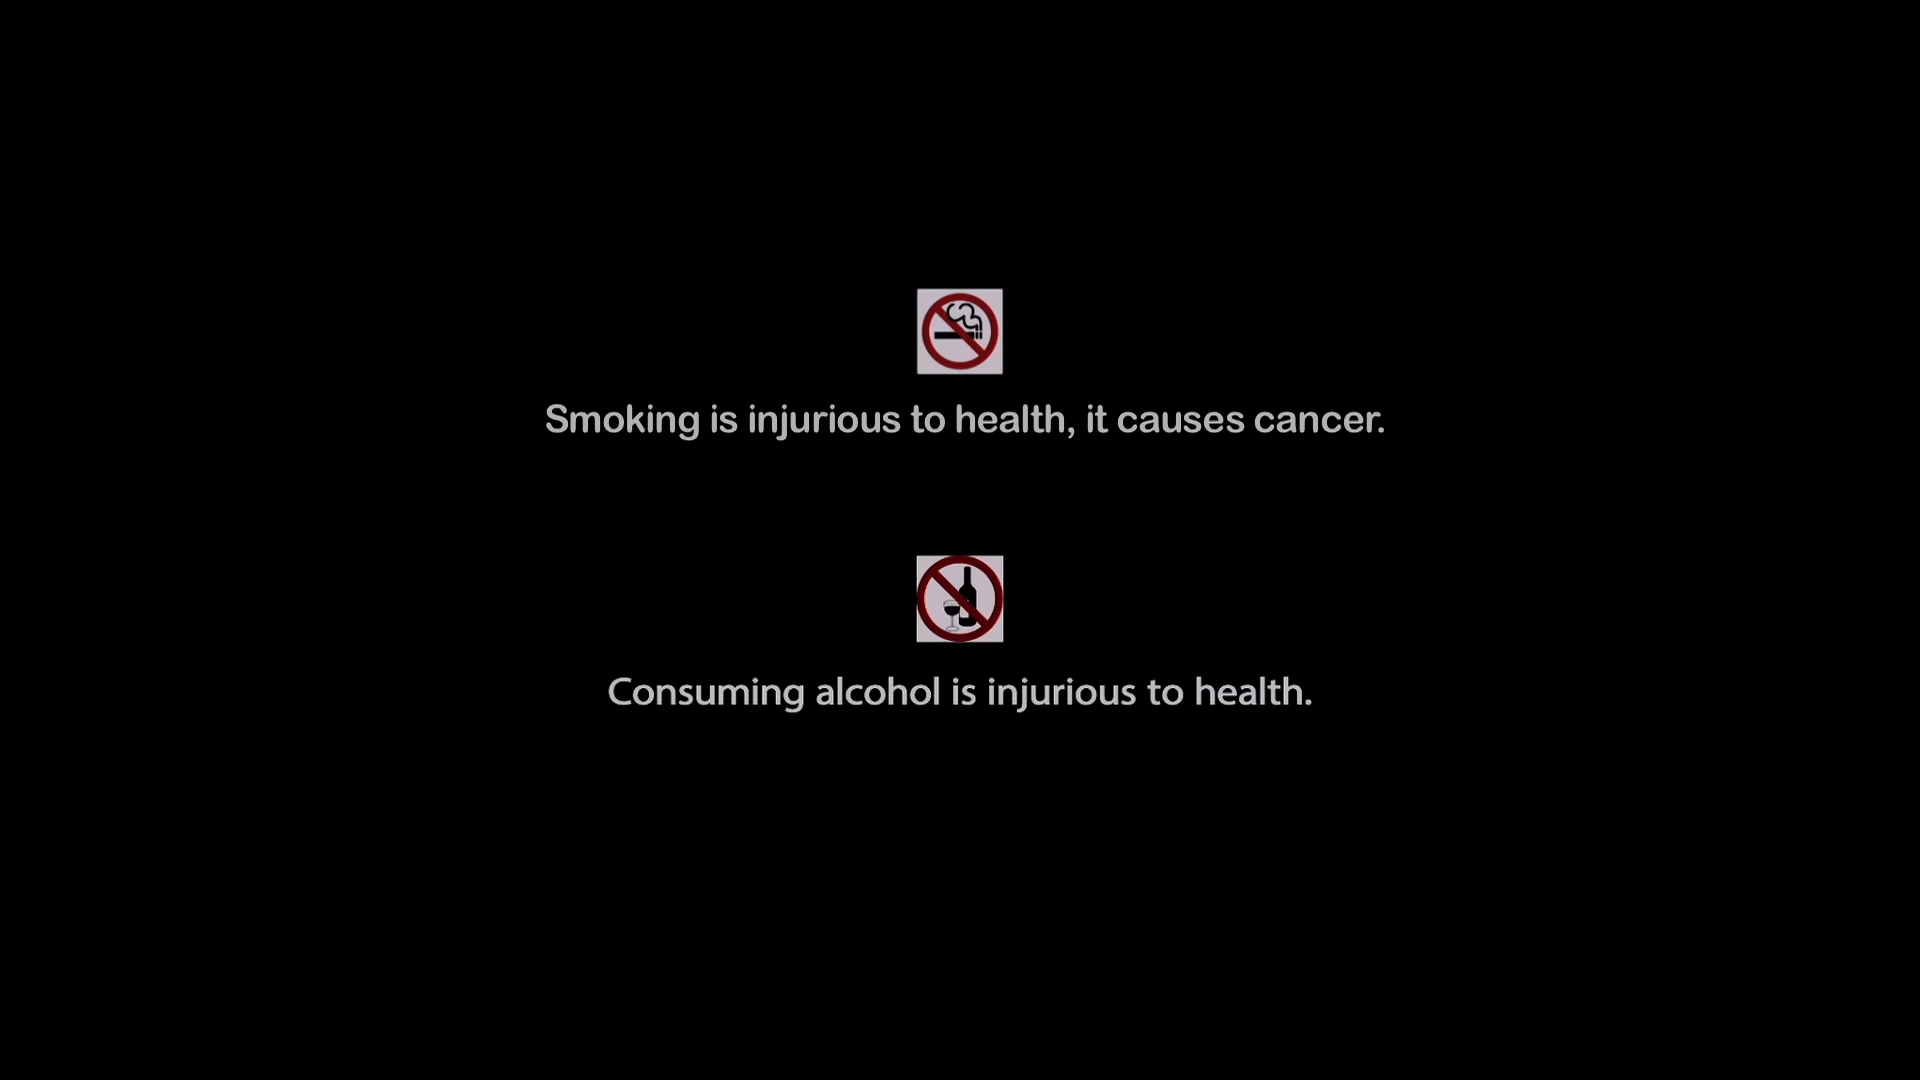 Smoking is injurious to health, it causes cancer.
Consuming alcohol is injurious to health.